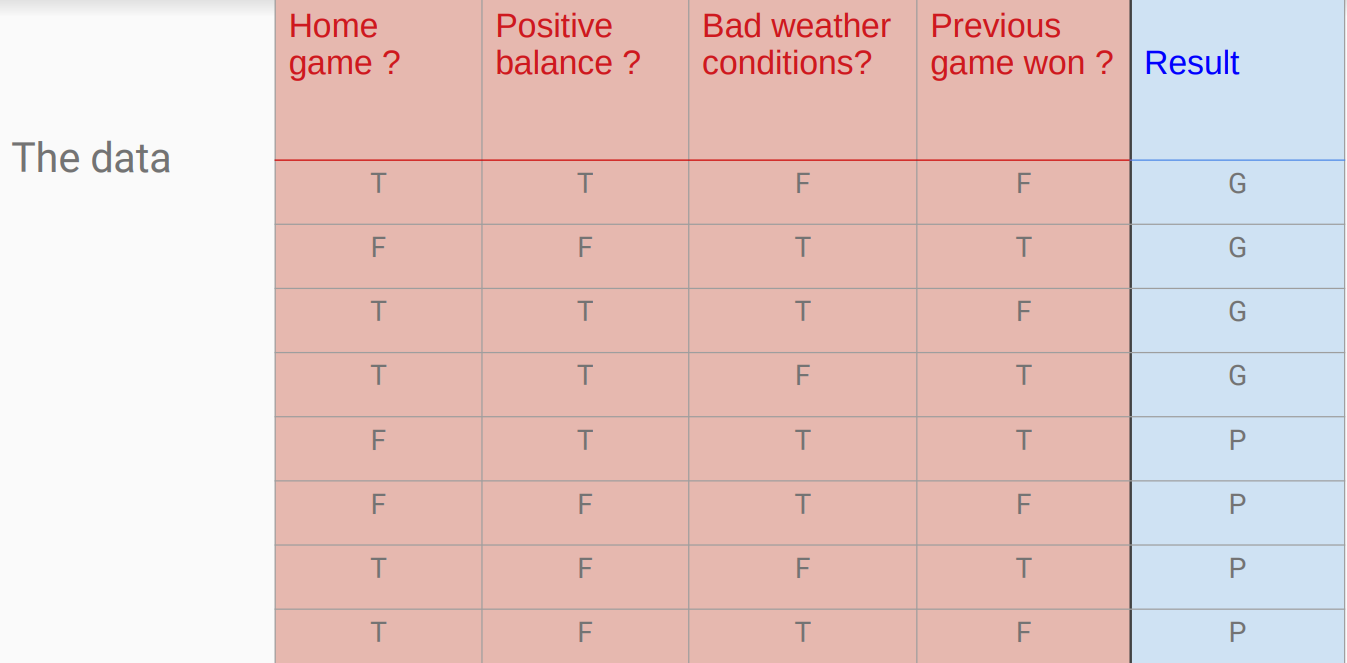 Home
game ?
Positive
balance ?
Bad weather
conditions?
Previous
game won ?
Result
The data
T T F F G
F F T T G
T T T F G
T T F T G
F T T T P
F F T F P
T F F T P
T F T F P